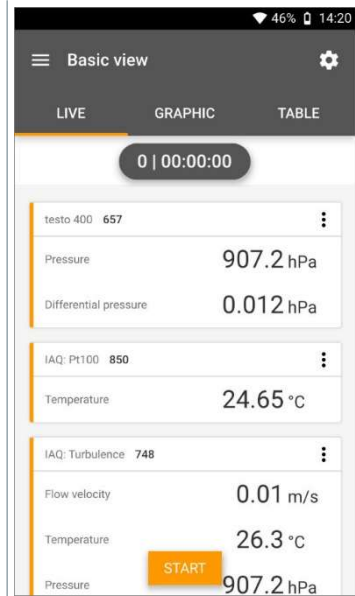 46% 14:20
Basic view
LIVE GRAPHIC TABLE
0 | 00:00:00
testo 400 657
Pressure 907.2 hPa
Differential pressure 0.012 hPa
IAQ: Pt100 850
Temperature 24.65 °C
IAQ: Turbulence 748
Flow velocity 0.01 m/s
Temperature 26.3 °C
START
Pressure 907.2 hPa